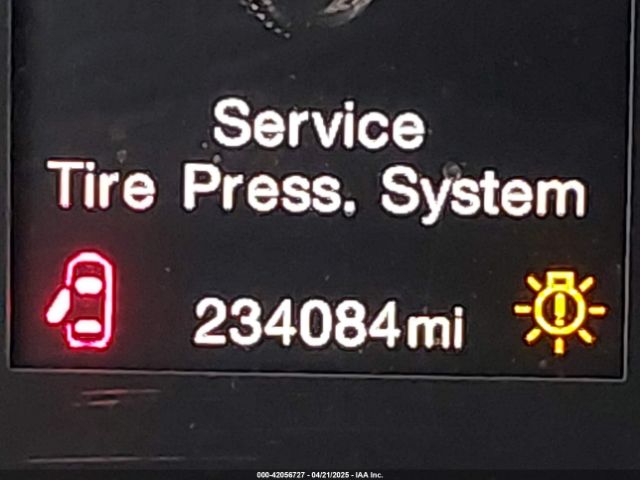 Service
Tire Press. System
234084mi
000-42056727 - 04/21/2025 - IAA Inc.